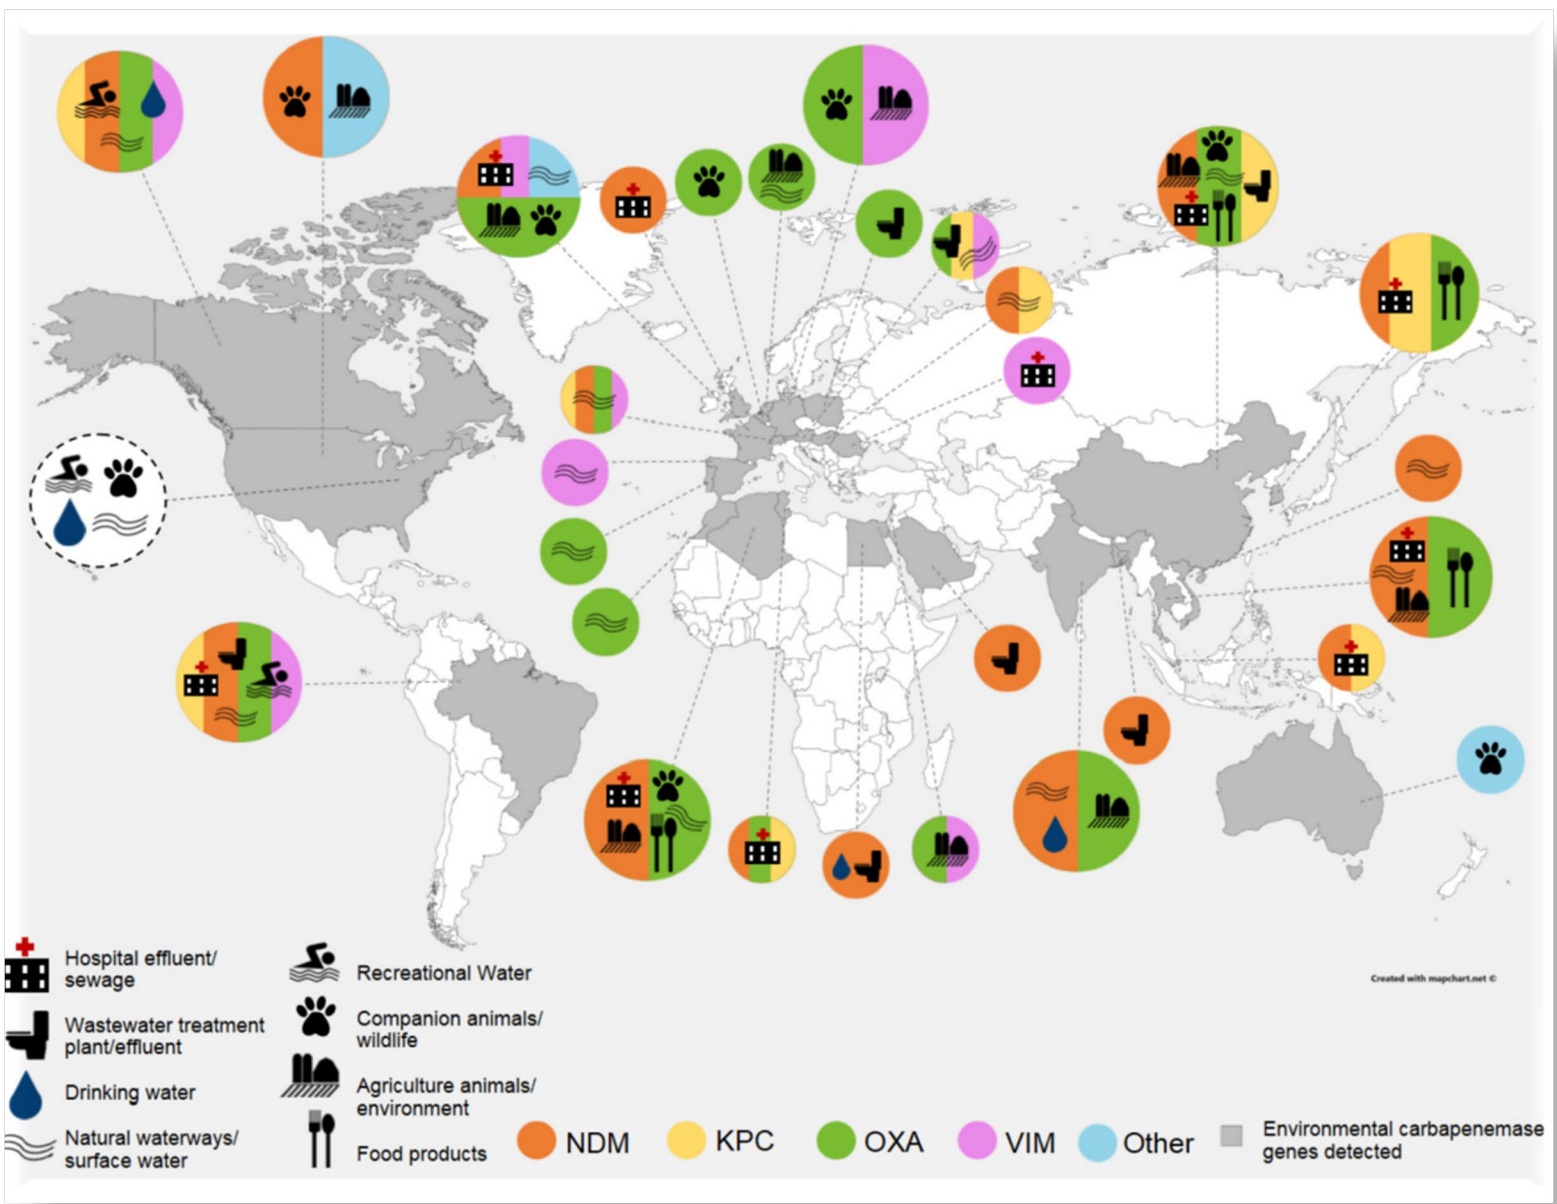 Created with mapchart.net ©
Hospital effluent/
sewage
Wastewater treatment
plant/effluent
Drinking water
Natural waterways/
surface water
Recreational Water
Companion animals/
wildlife
Agriculture animals/
environment
Food products
NDM
KPC
OXA
VIM
Other
Environmental carbapenemase
genes detected